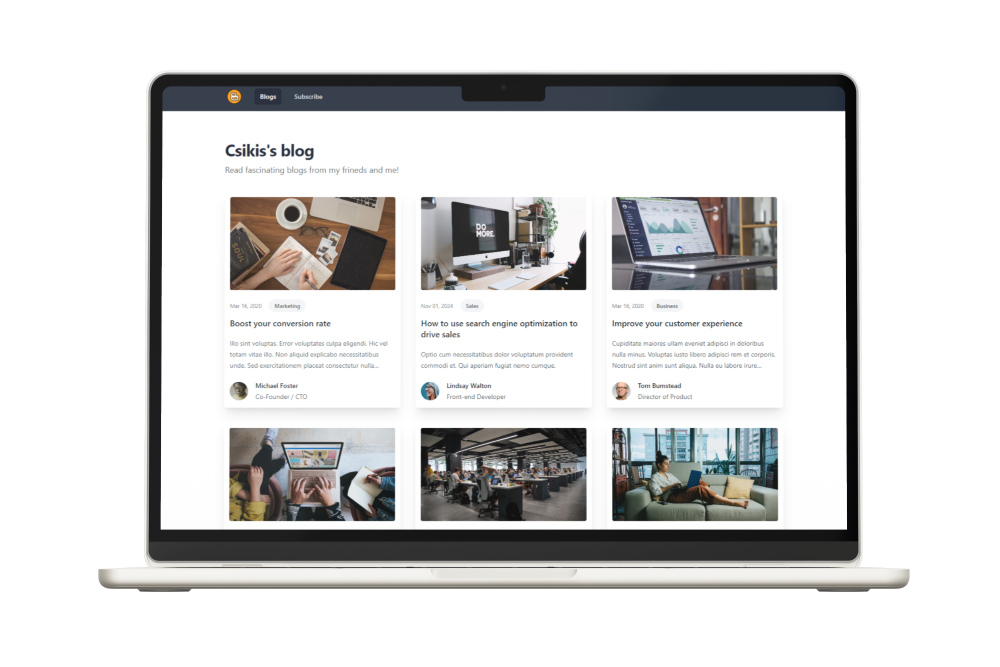 Blogs
Subscribe
Csikis's blog
Read fascinating blogs from my frineds and me!
DO
MORE.
Mar 16, 2020
Marketing
Boost your conversion rate
Illo sint voluptas. Error voluptates culpa eligendi. Hic vel
totam vitae illo. Non aliquid explicabo necessitatibus
unde. Sed exercitationem placeat consectetur nulla...
Michael Foster
Co-Founder / CTO
Nov 01, 2024
Sales
How to use search engine optimization to
drive sales
Optio cum necessitatibus dolor voluptatum provident
commodi et. Qui aperiam fugiat nemo cumque.
Lindsay Walton
Front-end Developer
Mar 16, 2020
Business
Improve your customer experience
Cupiditate maiores ullam eveniet adipisci in doloribus
nulla minus. Voluptas iusto libero adipisci rem et corporis.
Nostrud sint anim sunt aliqua. Nulla eu labore irure...
Tom Bumstead
Director of Product